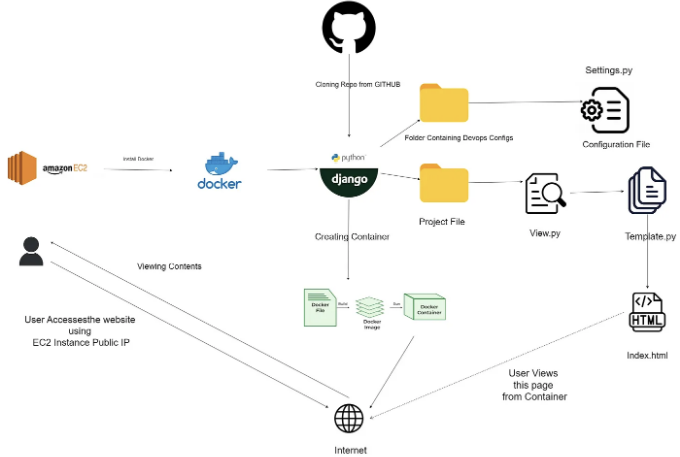 Cloning Repo from GITHUB
Settings.py
Configuration File
Folder Containing Devops Configs
amazon EC2
Install Docker
docker
python
django
Project File
View.py
Template.py
Creating Container
Viewing Contents
Docker
File
Build
Docker
Image
Run
Docker
Container
User Accessesthe website
using
EC2 Instance Public IP
HTML
Index.html
User Views
this page
from Container
Internet